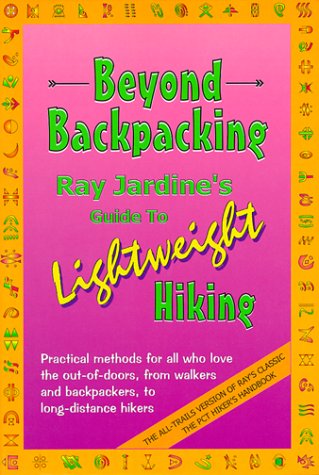 Beyond
Backpacking
Ray Jardine's
Guide To
Lightweight
Hiking
Practical methods for all who love
the out-of-doors, from walkers
and backpackers, to
long-distance hikers
THE ALL-TRAILS VERSION OF RAY'S CLASSIC
THE PCT HIKER'S HANDBOOK